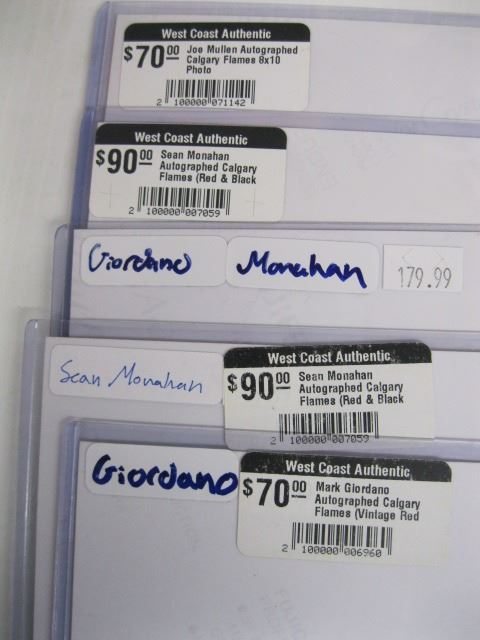 West Coast Authentic
$70 00 Joe Mullen Autographed
Calgary Flames 8x10
Photo
2 100000 071142
West Coast Authentic
$90 00 Sean Monahan
Autographed Calgary
Flames (Red & Black
2 100000 007059
Giordano Monahan 179.99
Sean Monahan
West Coast Authentic
$90 00 Sean Monahan
Autographed Calgary
Flames (Red & Black
2 100000 007059
Giordano
West Coast Authentic
$70 00 Mark Giordano
Autographed Calgary
Flames (Vintage Red
2 100000 006960